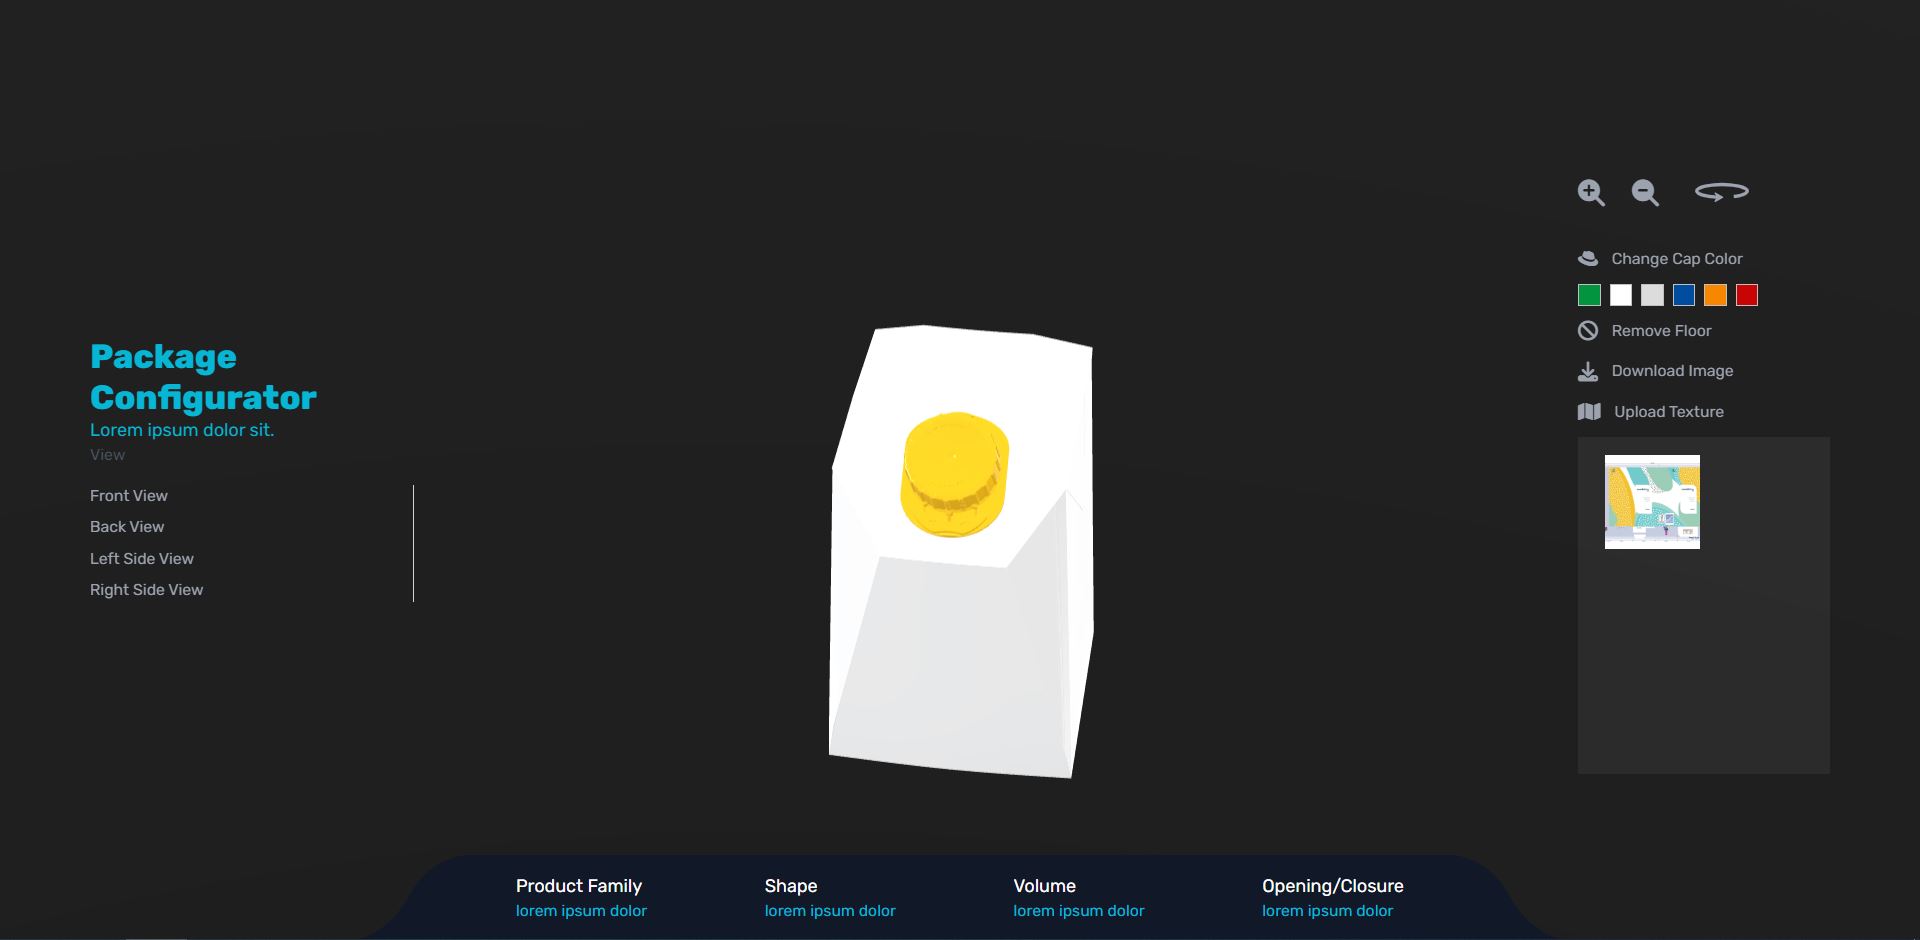 Package
Configurator
Lorem ipsum dolor sit.
View
Front View
Back View
Left Side View
Right Side View
Change Cap Color
Remove Floor
Download Image
Upload Texture
Product Family
lorem ipsum dolor
Shape
lorem ipsum dolor
Volume
lorem ipsum dolor
Opening/Closure
lorem ipsum dolor